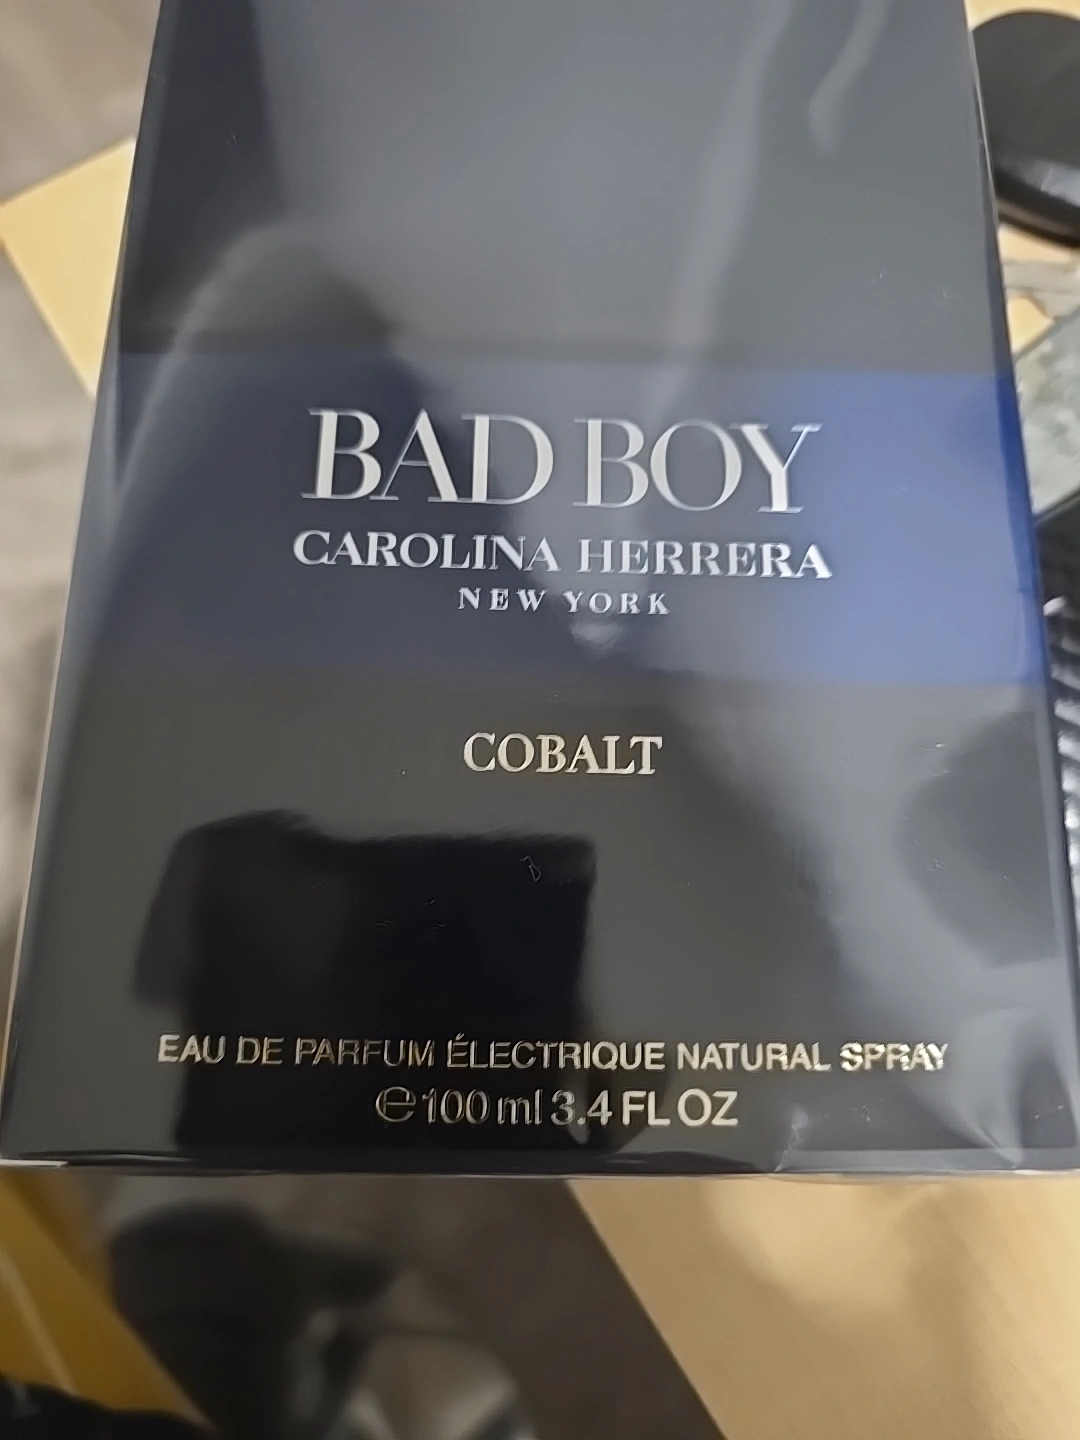 BAD BOY
CAROLINA HERRERA
NEW YORK
COBALT
EAU DE PARFUM ÉLECTRIQUE NATURAL SPRAY
℮ 100 ml 3.4 FL OZ